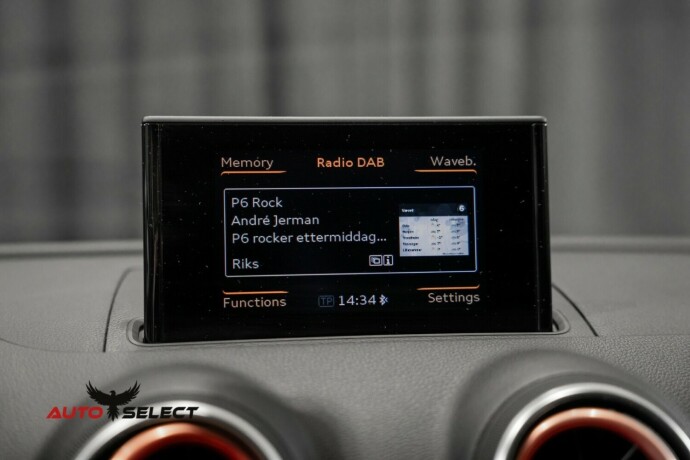 Memory Radio DAB Waveb.
P6 Rock
André Jerman
P6 rocker ettermiddag...
Riks
Functions TP 14:34 Settings
AUTO SELECT